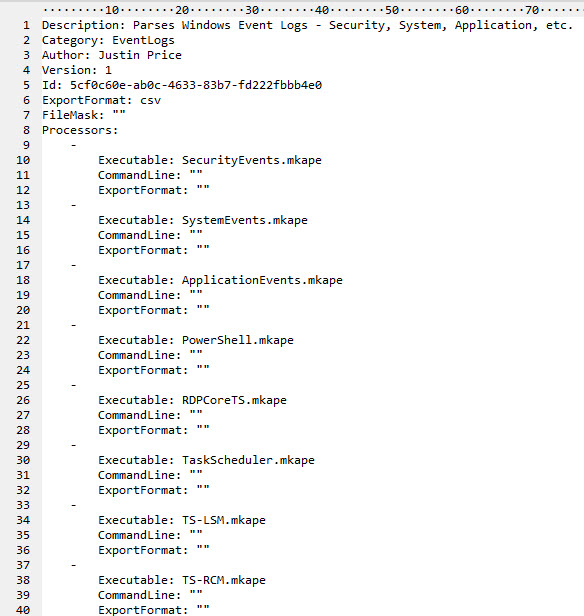 ·········10········20········30········40········50········60········70······
1 Description: Parses Windows Event Logs - Security, System, Application, etc.
2 Category: EventLogs
3 Author: Justin Price
4 Version: 1
5 Id: 5cf0c60e-ab0c-4633-83b7-fd222fbbb4e0
6 ExportFormat: csv
7 FileMask: ""
8 Processors:
9     -
10         Executable: SecurityEvents.mkape
11         CommandLine: ""
12         ExportFormat: ""
13     -
14         Executable: SystemEvents.mkape
15         CommandLine: ""
16         ExportFormat: ""
17     -
18         Executable: ApplicationEvents.mkape
19         CommandLine: ""
20         ExportFormat: ""
21     -
22         Executable: PowerShell.mkape
23         CommandLine: ""
24         ExportFormat: ""
25     -
26         Executable: RDPCoreTS.mkape
27         CommandLine: ""
28         ExportFormat: ""
29     -
30         Executable: TaskScheduler.mkape
31         CommandLine: ""
32         ExportFormat: ""
33     -
34         Executable: TS-LSM.mkape
35         CommandLine: ""
36         ExportFormat: ""
37     -
38         Executable: TS-RCM.mkape
39         CommandLine: ""
40         ExportFormat: ""